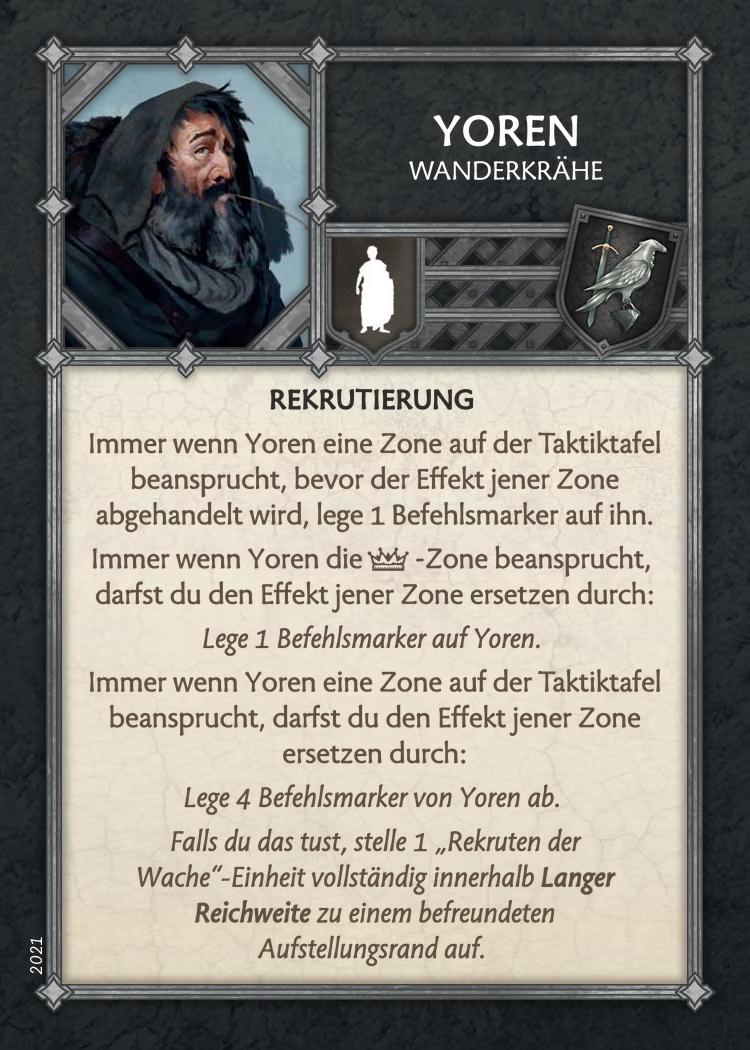 YOREN
WANDERKRÄHE
REKRUTIERUNG
Immer wenn Yoren eine Zone auf der Taktiktafel
beansprucht, bevor der Effekt jener Zone
abgehandelt wird, lege 1 Befehlsmarker auf ihn.
Immer wenn Yoren die -Zone beansprucht,
darfst du den Effekt jener Zone ersetzen durch:
Lege 1 Befehlsmarker auf Yoren.
Immer wenn Yoren eine Zone auf der Taktiktafel
beansprucht, darfst du den Effekt jener Zone
ersetzen durch:
Lege 4 Befehlsmarker von Yoren ab.
Falls du das tust, stelle 1 „Rekruten der
Wache“-Einheit vollständig innerhalb Langer
Reichweite zu einem befreundeten
Aufstellungsrand auf.
2021